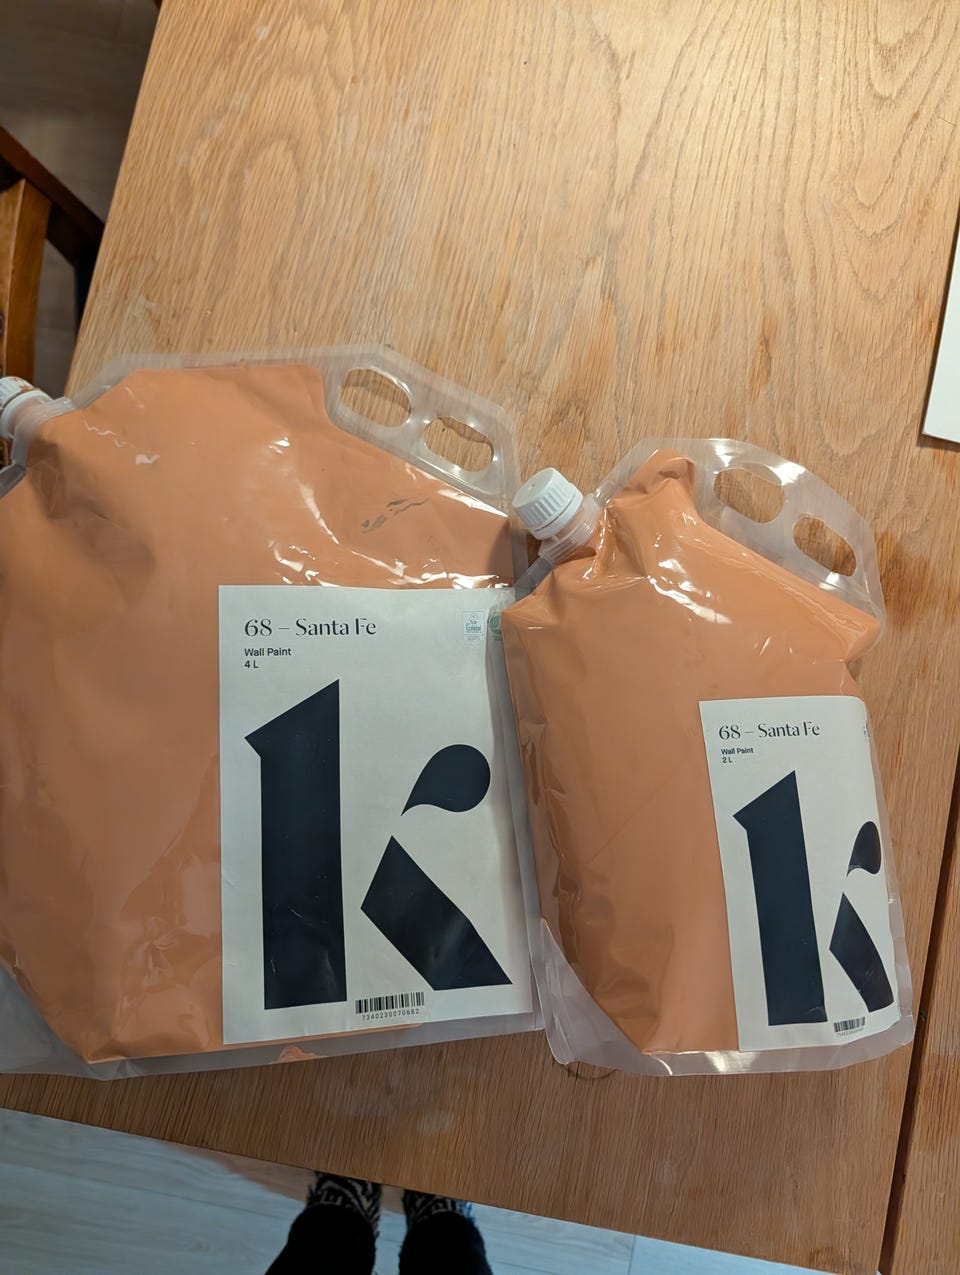 68 – Santa Fe
Wall Paint
4 L
k
7340230070682
68 – Santa Fe
Wall Paint
2 L
k